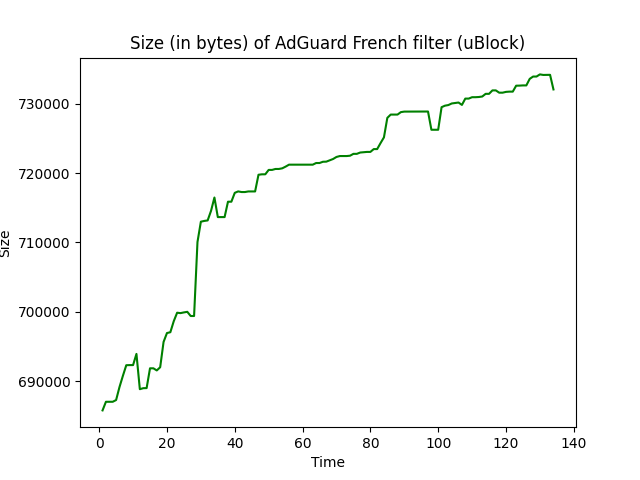 Size (in bytes) of AdGuard French filter (uBlock)
730000
720000
710000
700000
690000
Size
0 20 40 60 80 100 120 140
Time